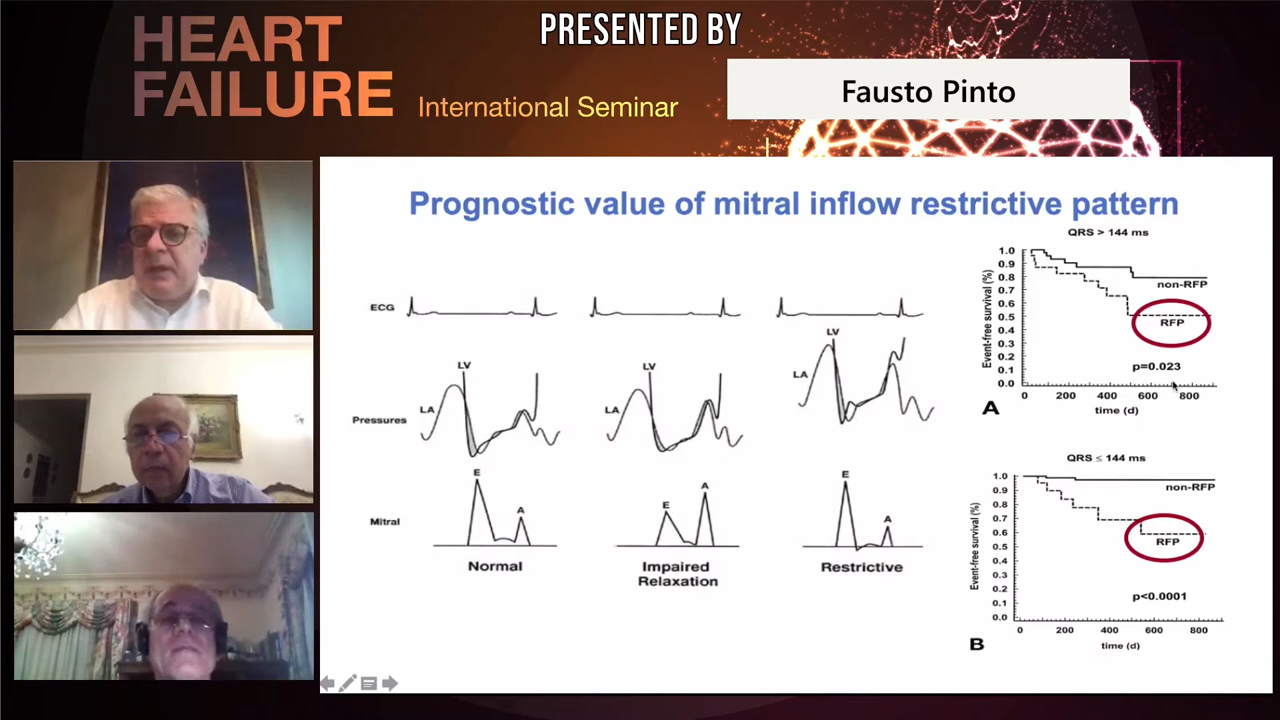 HEART
FAILURE
International Seminar
PRESENTED BY
Fausto Pinto
Prognostic value of mitral inflow restrictive pattern
ECG
Pressures
LA
LV
LA
LV
LA
LV
Mitral
E
A
E
A
E
A
Normal
Impaired
Relaxation
Restrictive
QRS > 144 ms
Event-free survival (%)
1.0
0.9
0.8
0.7
0.6
0.5
0.4
0.3
0.2
0.1
0.0
non-RFP
RFP
p=0.023
0 200 400 600 800
time (d)
A
QRS ≤ 144 ms
Event-free survival (%)
1.0
0.9
0.8
0.7
0.6
0.5
0.4
0.3
0.2
0.1
0.0
non-RFP
RFP
p<0.0001
0 200 400 600 800
time (d)
B